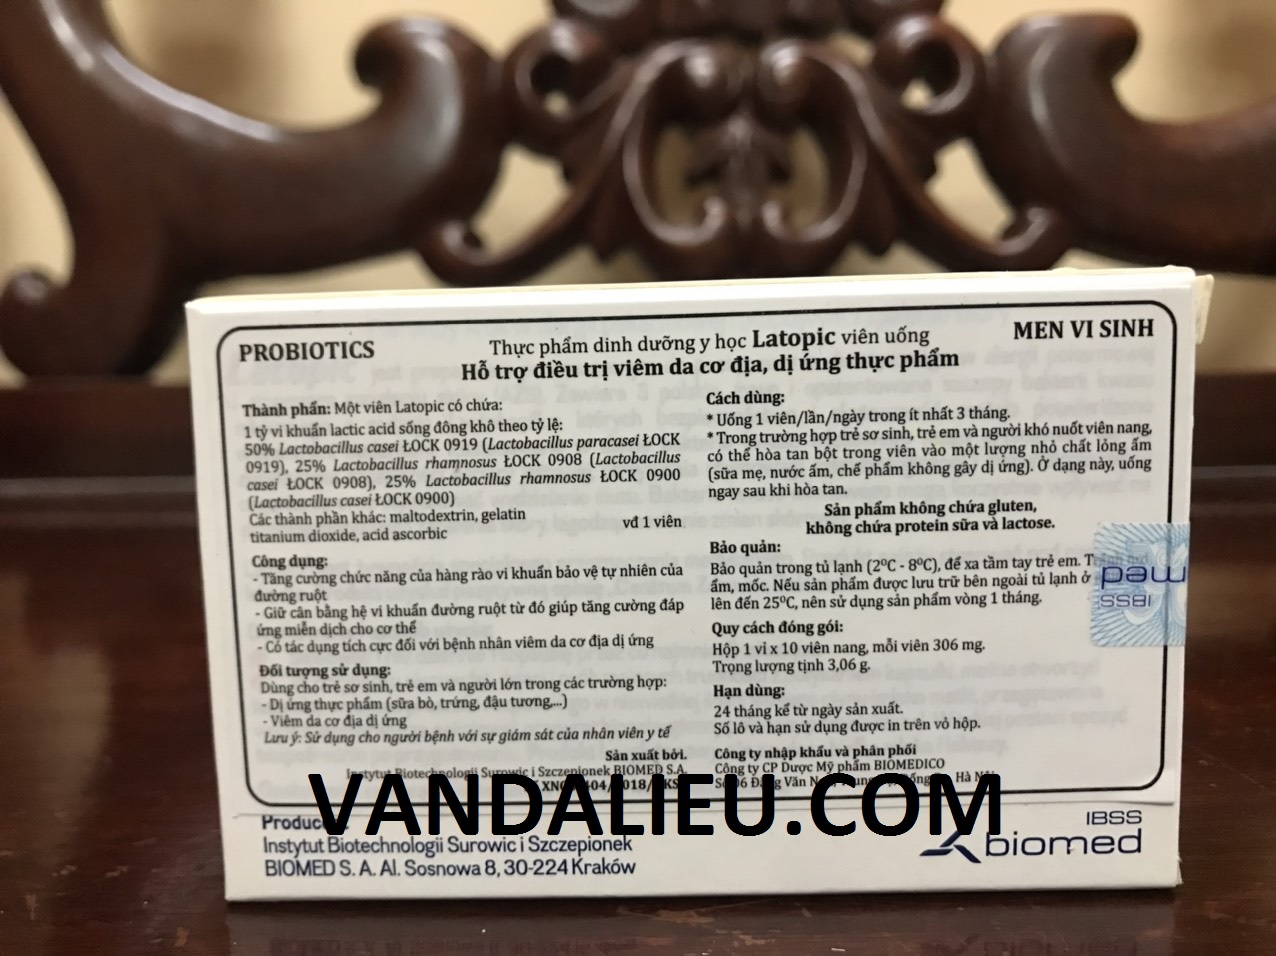 PROBIOTICS
Thực phẩm dinh dưỡng y học Latopic viên uống
MEN VI SINH
Hỗ trợ điều trị viêm da cơ địa, dị ứng thực phẩm
Thành phần: Một viên Latopic có chứa:
1 tỷ vi khuẩn lactic acid sống đông khô theo tỷ lệ:
50% Lactobacillus casei ŁOCK 0919 (Lactobacillus paracasei ŁOCK
0919), 25% Lactobacillus rhamnosus ŁOCK 0908 (Lactobacillus
casei ŁOCK 0908), 25% Lactobacillus rhamnosus ŁOCK 0900
(Lactobacillus casei ŁOCK 0900)
Các thành phần khác: maltodextrin, gelatin
titanium dioxide, acid ascorbic
vđ 1 viên
Công dụng:
- Tăng cường chức năng của hàng rào vi khuẩn bảo vệ tự nhiên của
đường ruột
- Giữ cân bằng hệ vi khuẩn đường ruột từ đó giúp tăng cường đáp
ứng miễn dịch cho cơ thể
- Có tác dụng tích cực đối với bệnh nhân viêm da cơ địa dị ứng
Đối tượng sử dụng:
Dùng cho trẻ sơ sinh, trẻ em và người lớn trong các trường hợp:
- Dị ứng thực phẩm (sữa bò, trứng, đậu tương,...)
- Viêm da cơ địa dị ứng
Lưu ý: Sử dụng cho người bệnh với sự giám sát của nhân viên y tế
Sản xuất bởi.
Instytut Biotechnologii Surowic i Szczepionek BIOMED S.A.
Cách dùng:
* Uống 1 viên/lần/ngày trong ít nhất 3 tháng.
* Trong trường hợp trẻ sơ sinh, trẻ em và người khó nuốt viên nang,
có thể hòa tan bột trong viên vào một lượng nhỏ chất lỏng ấm
(sữa mẹ, nước ấm, chế phẩm không gây dị ứng). Ở dạng này, uống
ngay sau khi hòa tan.
Sản phẩm không chứa gluten,
không chứa protein sữa và lactose.
Bảo quản:
Bảo quản trong tủ lạnh (2ºC - 8ºC), để xa tầm tay trẻ em.
ẩm, mốc. Nếu sản phẩm được lưu trữ bên ngoài tủ lạnh ở
lên đến 25ºC, nên sử dụng sản phẩm vòng 1 tháng.
Quy cách đóng gói:
Hộp 1 vỉ x 10 viên nang, mỗi viên 306 mg.
Trọng lượng tịnh 3,06 g.
Hạn dùng:
24 tháng kể từ ngày sản xuất.
Số lô và hạn sử dụng được in trên vỏ hộp.
Công ty nhập khẩu và phân phối
Công ty CP Dược Mỹ phẩm BIOMEDICO
med
IBSS
VANDALIEU.COM
Instytut Biotechnologii Surowic i Szczepionek
BIOMED S. A. Al. Sosnowa 8, 30-224 Kraków
IBSS
biomed